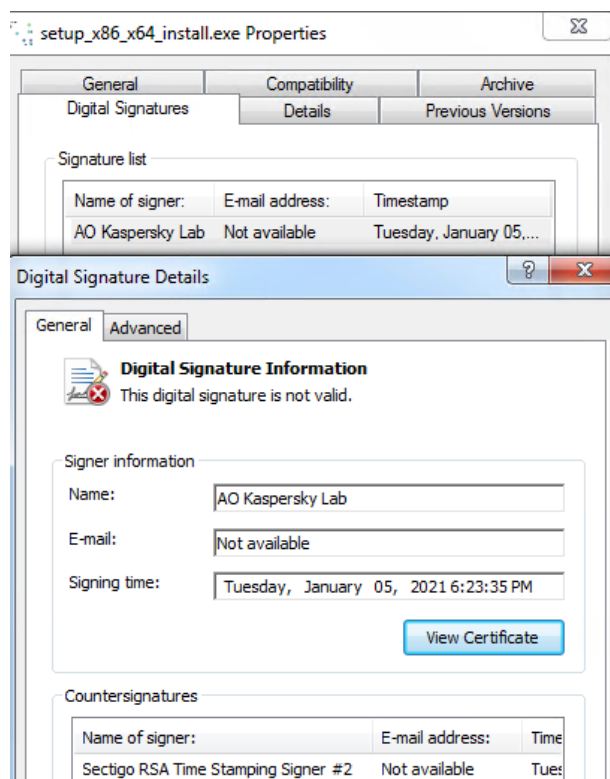 setup_x86_x64_install.exe Properties
General Compatibility Archive
Digital Signatures Details Previous Versions
Signature list
Name of signer: E-mail address: Timestamp
AO Kaspersky Lab Not available Tuesday, January 05,...
Digital Signature Details
General Advanced
Digital Signature Information
This digital signature is not valid.
Signer information
Name: AO Kaspersky Lab
E-mail: Not available
Signing time: Tuesday, January 05, 2021 6:23:35 PM
View Certificate
Countersignatures
Name of signer: E-mail address: Time
Sectigo RSA Time Stamping Signer #2 Not available Tues